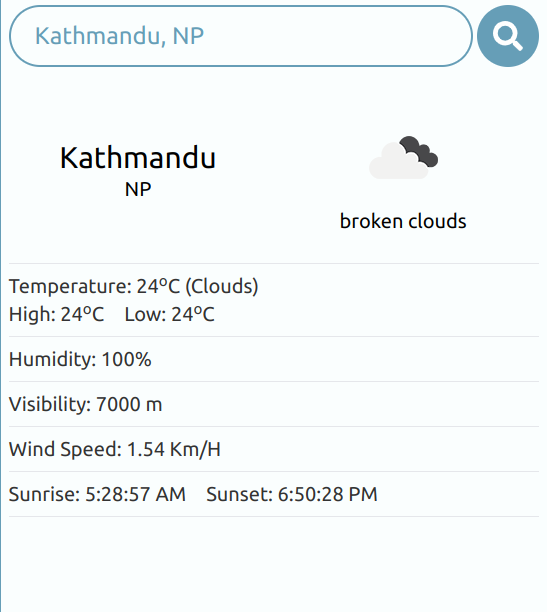 Kathmandu, NP
Kathmandu
NP
broken clouds
Temperature: 24ºC (Clouds)
High: 24ºC Low: 24ºC
Humidity: 100%
Visibility: 7000 m
Wind Speed: 1.54 Km/H
Sunrise: 5:28:57 AM Sunset: 6:50:28 PM